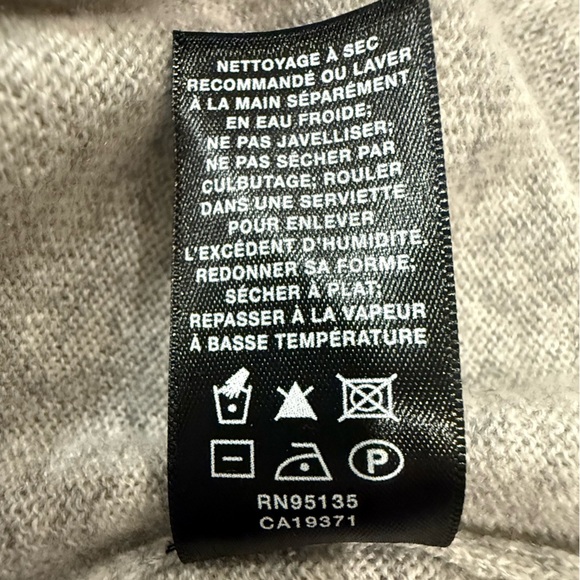 NETTOYAGE À SEC
RECOMMANDÉ OU LAVER
À LA MAIN SÉPARÉMENT
EN EAU FROIDE;
NE PAS JAVELLISER;
NE PAS SÉCHER PAR
CULBUTAGE; ROULER
DANS UNE SERVIETTE
POUR ENLEVER
L'EXCÉDENT D'HUMIDITÉ,
REDONNER SA FORME,
SÉCHER À PLAT;
REPASSER À LA VAPEUR
À BASSE TEMPÉRATURE
P
RN95135
CA19371